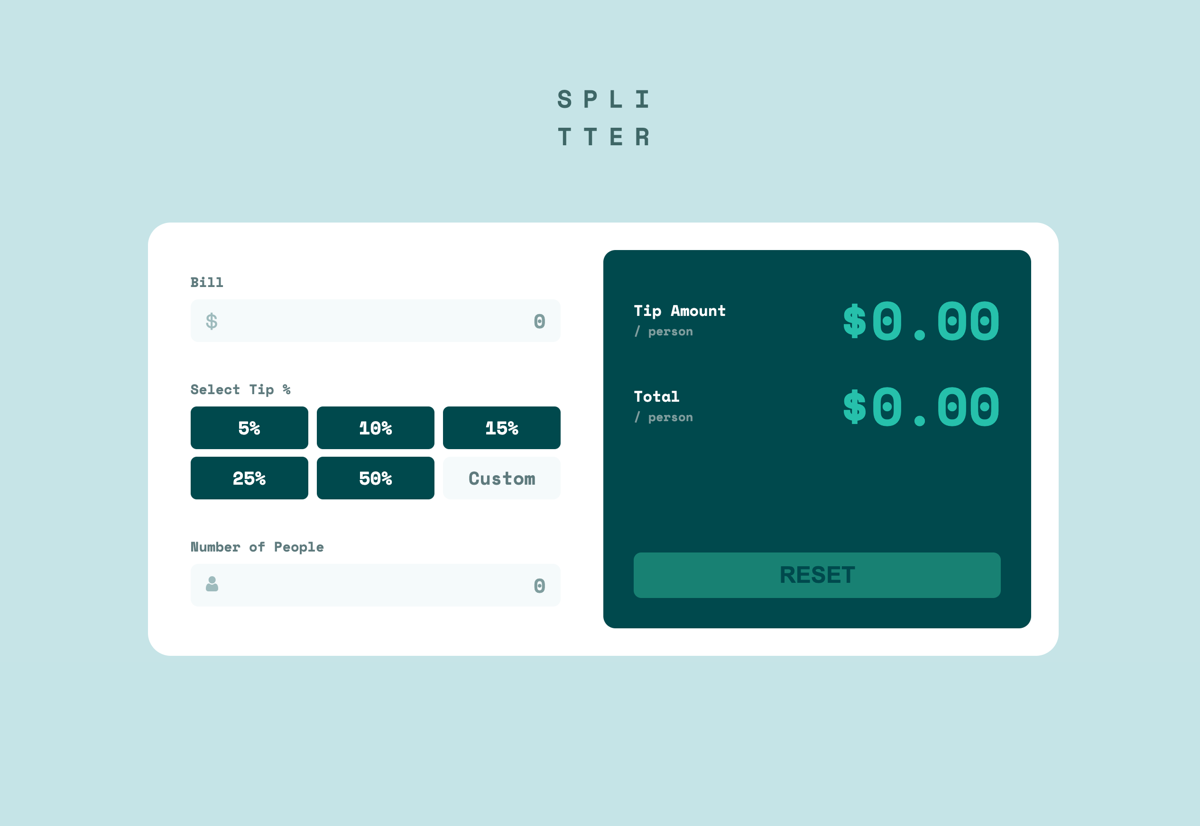 SPLI
TTER
Bill
$ 0
Select Tip %
5% 10% 15%
25% 50% Custom
Number of People
0
Tip Amount
/ person
$0.00
Total
/ person
$0.00
RESET